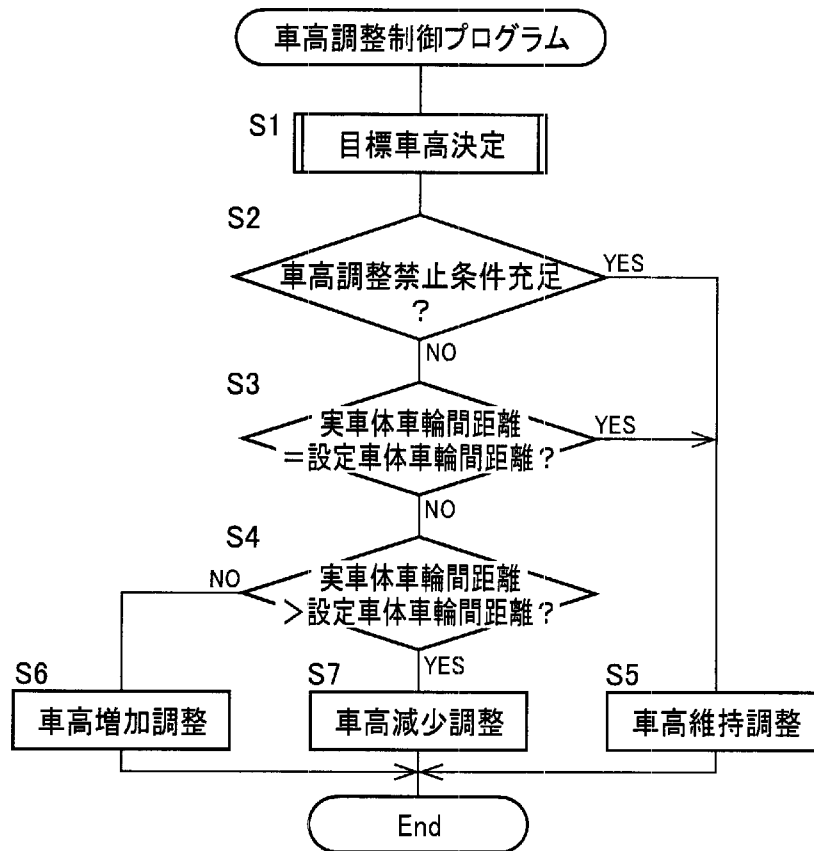 車高調整制御プログラム
S1
目標車高決定
S2
車高調整禁止条件充足
?
YES
NO
S3
実車体車輪間距離
=設定車体車輪間距離?
YES
NO
S4
実車体車輪間距離
>設定車体車輪間距離?
NO
YES
S6
車高増加調整
S7
車高減少調整
S5
車高維持調整
End